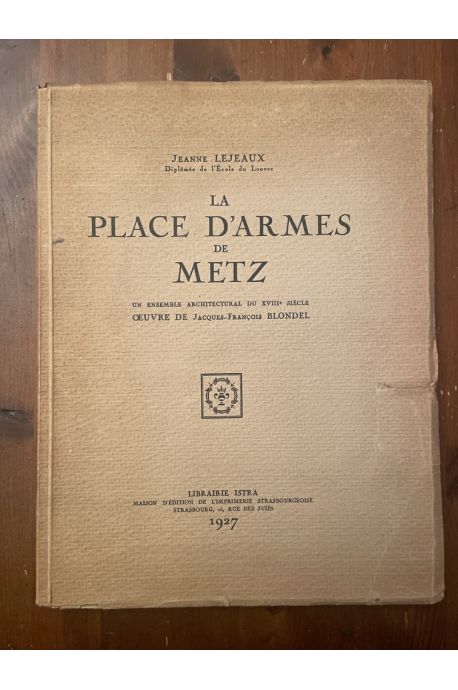 Jeanne LEJEAUX
Diplômée de l'École du Louvre
LA
PLACE D'ARMES
DE
METZ
UN ENSEMBLE ARCHITECTURAL DU XVIIIe SIÈCLE
ŒUVRE DE Jacques-François BLONDEL
LIBRAIRIE ISTRA
MAISON D'ÉDITION DE L'IMPRIMERIE STRASBOURGEOISE
STRASBOURG, RUE DES JUIFS
1927